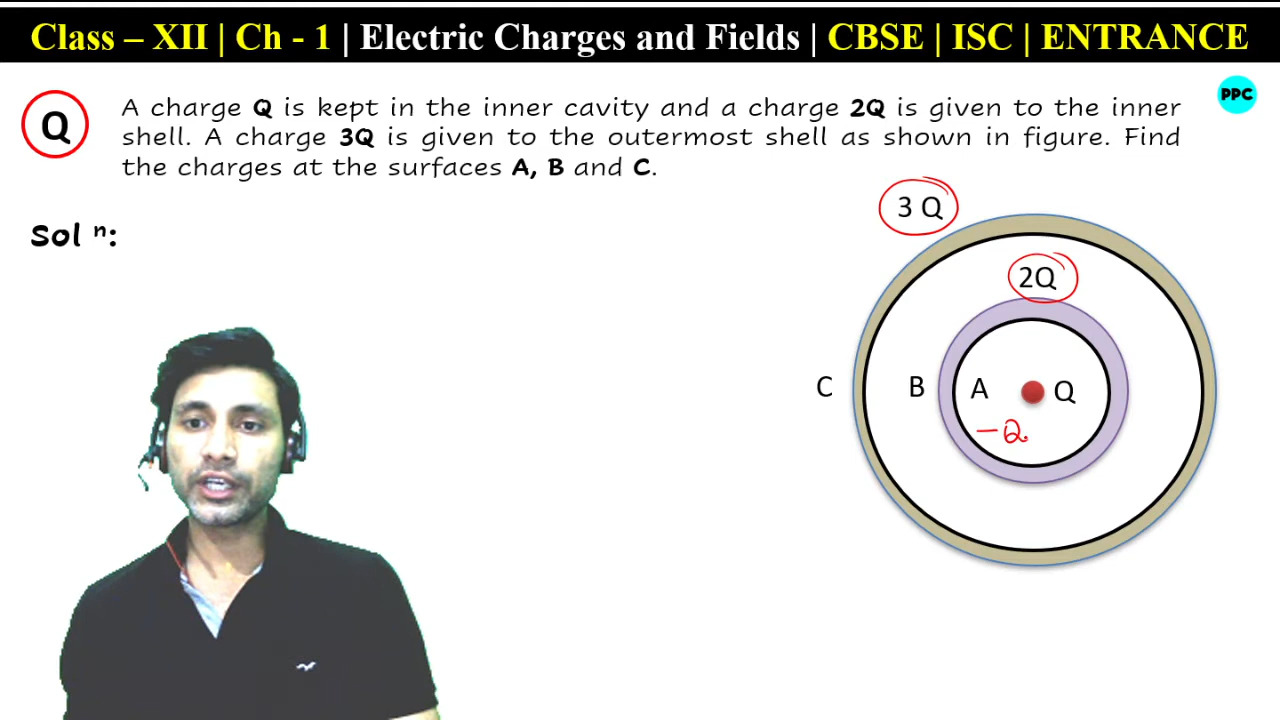 Class – XII | Ch - 1 | Electric Charges and Fields | CBSE | ISC | ENTRANCE
PPC
Q
A charge Q is kept in the inner cavity and a charge 2Q is given to the inner
shell. A charge 3Q is given to the outermost shell as shown in figure. Find
the charges at the surfaces A, B and C.
Sol ⁿ:
3 Q
2Q
C B A Q
−Q